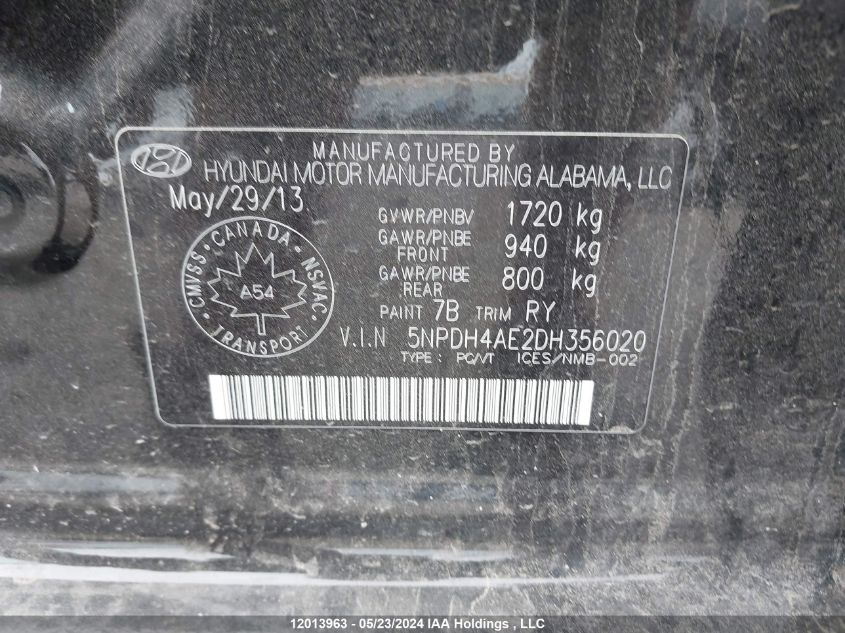 MANUFACTURED BY
HYUNDAI MOTOR MANUFACTURING ALABAMA, LLC
May/29/13
GVWR/PNBV 1720 kg
GAWR/PNBE FRONT 940 kg
GAWR/PNBE REAR 800 kg
CMVSS • CANADA • NSVAC
A54
TRANSPORT
PAINT 7B TRIM RY
V.I.N 5NPDH4AE2DH356020
TYPE : PC/VT ICES/NMB-002
12013963 - 05/23/2024 IAA Holdings , LLC